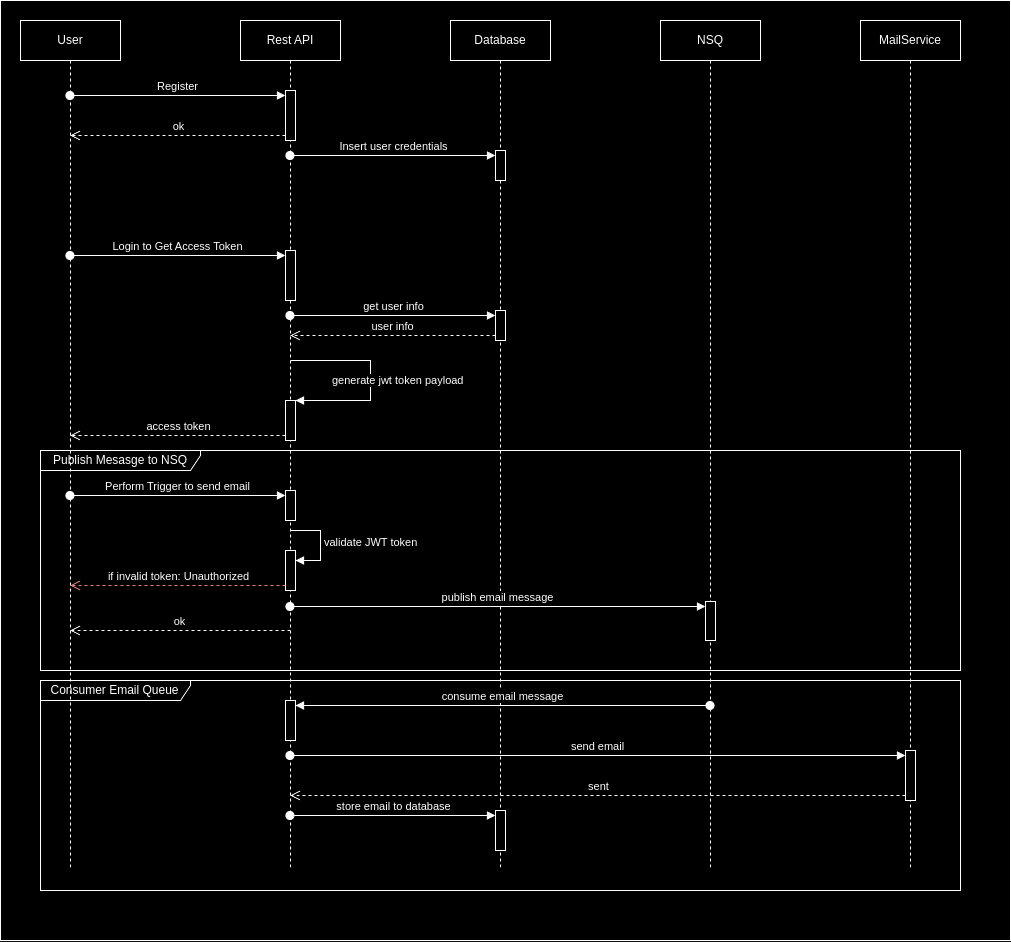 User
Rest API
Database
NSQ
MailService
Register
ok
Insert user credentials
Login to Get Access Token
get user info
user info
generate jwt token payload
access token
Publish Mesasge to NSQ
Perform Trigger to send email
validate JWT token
if invalid token: Unauthorized
publish email message
ok
Consumer Email Queue
consume email message
send email
sent
store email to database